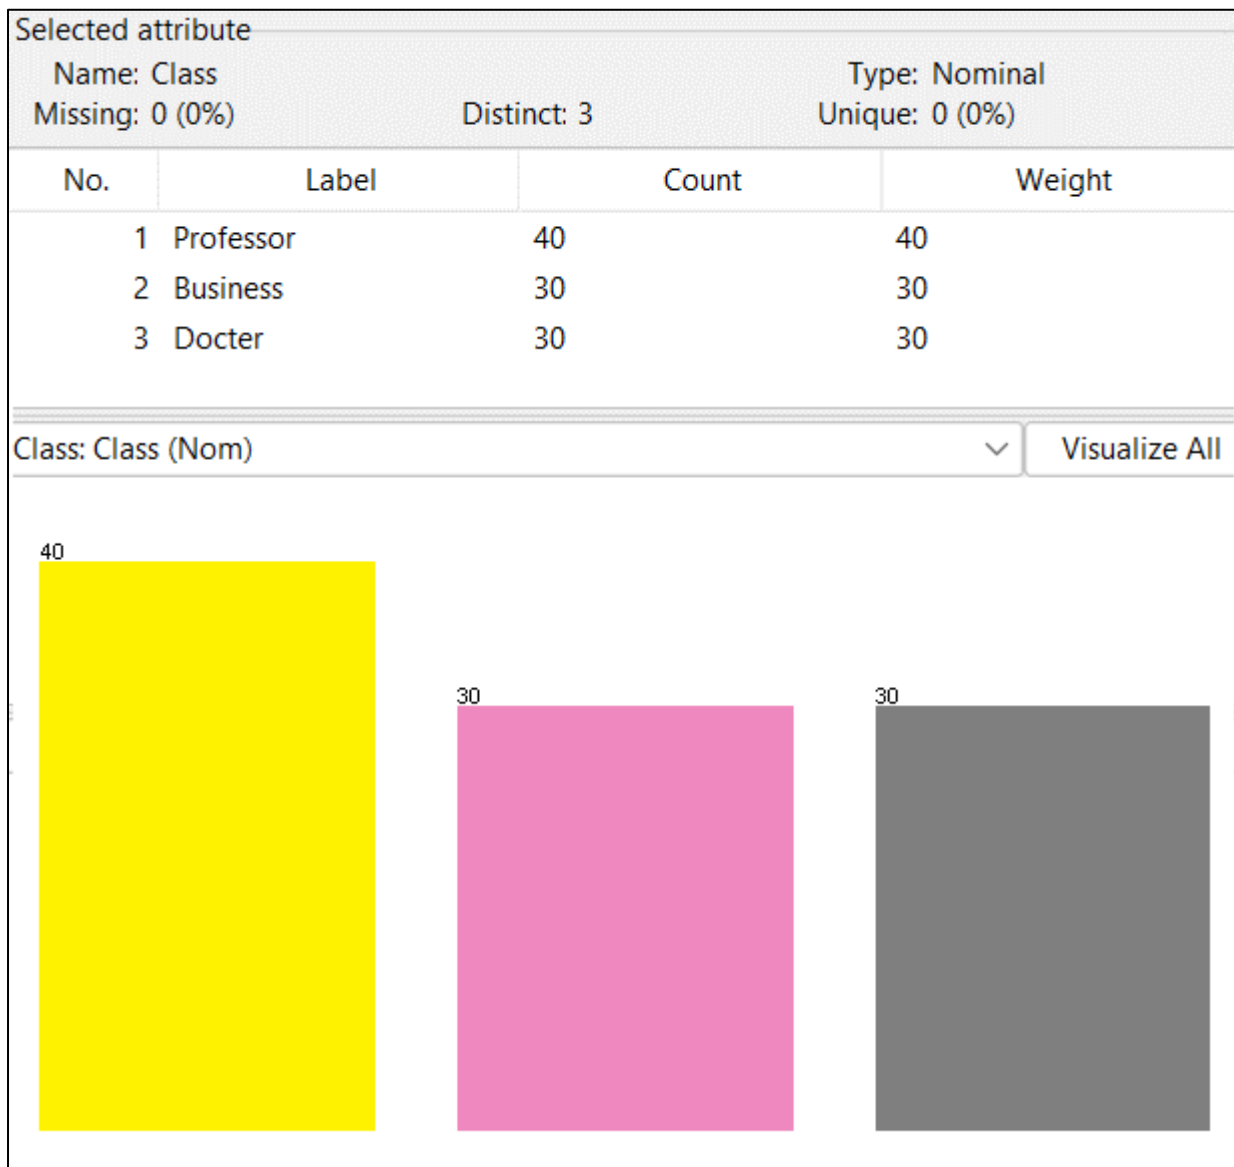 Selected attribute
Name: Class Type: Nominal
Missing: 0 (0%) Distinct: 3 Unique: 0 (0%)
No. Label Count Weight
1 Professor 40 40
2 Business 30 30
3 Docter 30 30
Class: Class (Nom) Visualize All
40
30 30